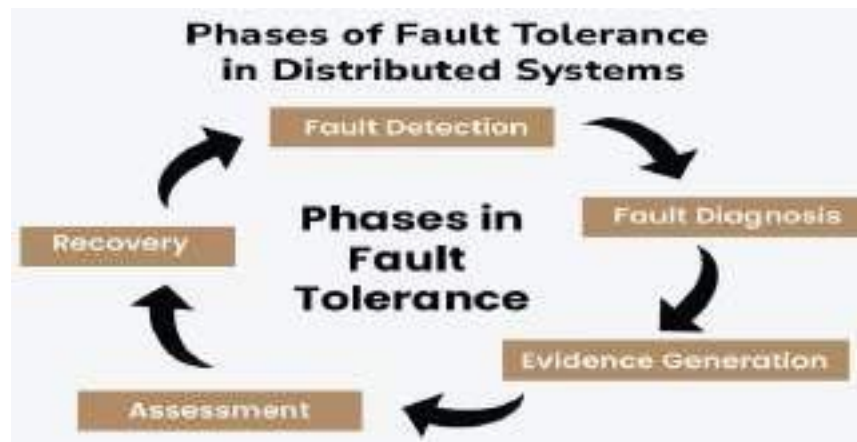 Phases of Fault Tolerance
in Distributed Systems
Fault Detection
Fault Diagnosis
Evidence Generation
Assessment
Recovery
Phases in
Fault
Tolerance